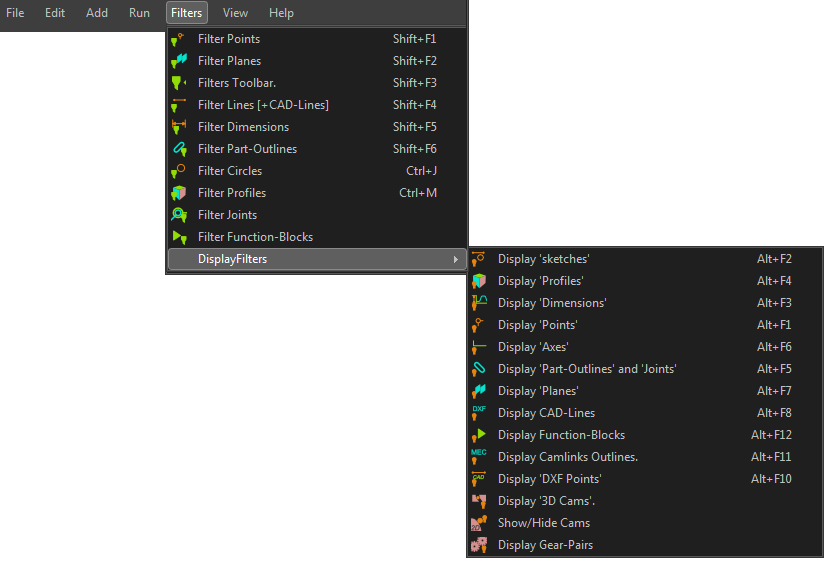 File Edit Add Run Filters View Help
Filter Points Shift+F1
Filter Planes Shift+F2
Filters Toolbar. Shift+F3
Filter Lines [+CAD-Lines] Shift+F4
Filter Dimensions Shift+F5
Filter Part-Outlines Shift+F6
Filter Circles Ctrl+J
Filter Profiles Ctrl+M
Filter Joints
Filter Function-Blocks
DisplayFilters
Display 'sketches' Alt+F2
Display 'Profiles' Alt+F4
Display 'Dimensions' Alt+F3
Display 'Points' Alt+F1
Display 'Axes' Alt+F6
Display 'Part-Outlines' and 'Joints' Alt+F5
Display 'Planes' Alt+F7
DXF Display CAD-Lines Alt+F8
Display Function-Blocks Alt+F12
MEC Display Camlinks Outlines. Alt+F11
CAD Display 'DXF Points' Alt+F10
Display '3D Cams'.
2D Show/Hide Cams
Display Gear-Pairs